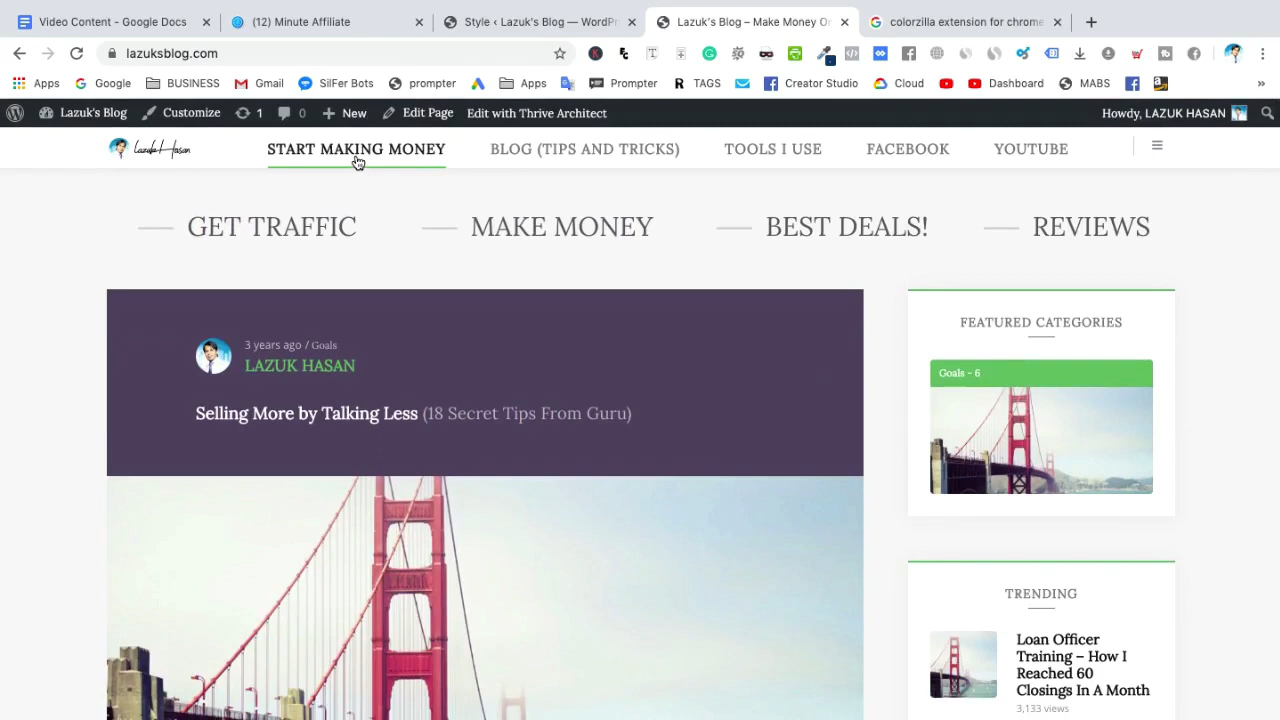 Video Content - Google Docs
(12) Minute Affiliate
Style ‹ Lazuk's Blog — WordPr
Lazuk's Blog – Make Money On
colorzilla extension for chrome
lazuksblog.com
Apps
Google
BUSINESS
Gmail
SiFer Bots
prompter
Apps
Prompter
TAGS
Creator Studio
Cloud
Dashboard
MABS
Lazuk's Blog
Customize
1
0
New
Edit Page
Edit with Thrive Architect
Howdy, LAZUK HASAN
Lazuk Hasan
START MAKING MONEY
BLOG (TIPS AND TRICKS)
TOOLS I USE
FACEBOOK
YOUTUBE
GET TRAFFIC
MAKE MONEY
BEST DEALS!
REVIEWS
3 years ago / Goals
LAZUK HASAN
Selling More by Talking Less (18 Secret Tips From Guru)
FEATURED CATEGORIES
Goals - 6
TRENDING
Loan Officer
Training – How I
Reached 60
Closings In A Month
3,133 views